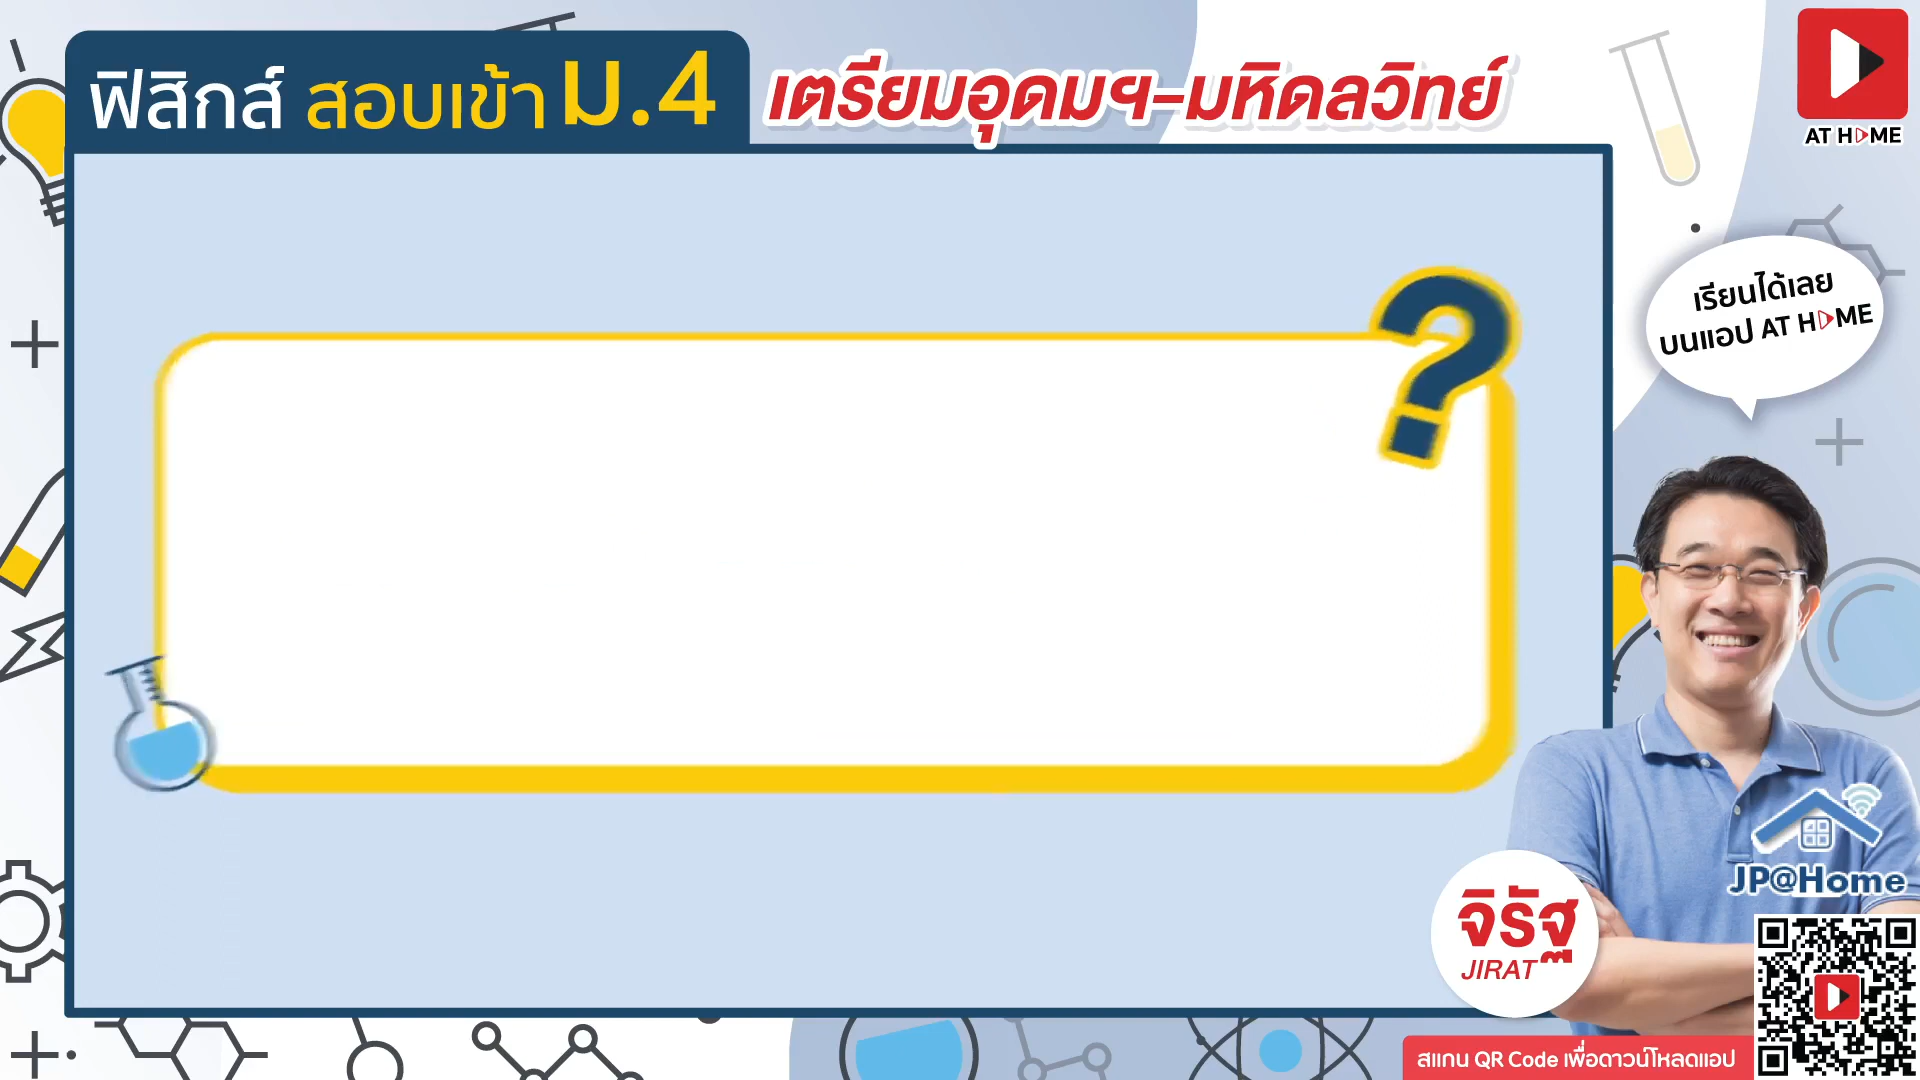 ฟิสิกส์ สอบเข้า ม.4
เตรียมอุดมฯ-มหิดลวิทย์
AT HOME
เรียนได้เลย
บนแอป AT HOME
?
JP@Home
จิรัฐ
JIRAT
สแกน QR Code เพื่อดาวน์โหลดแอป